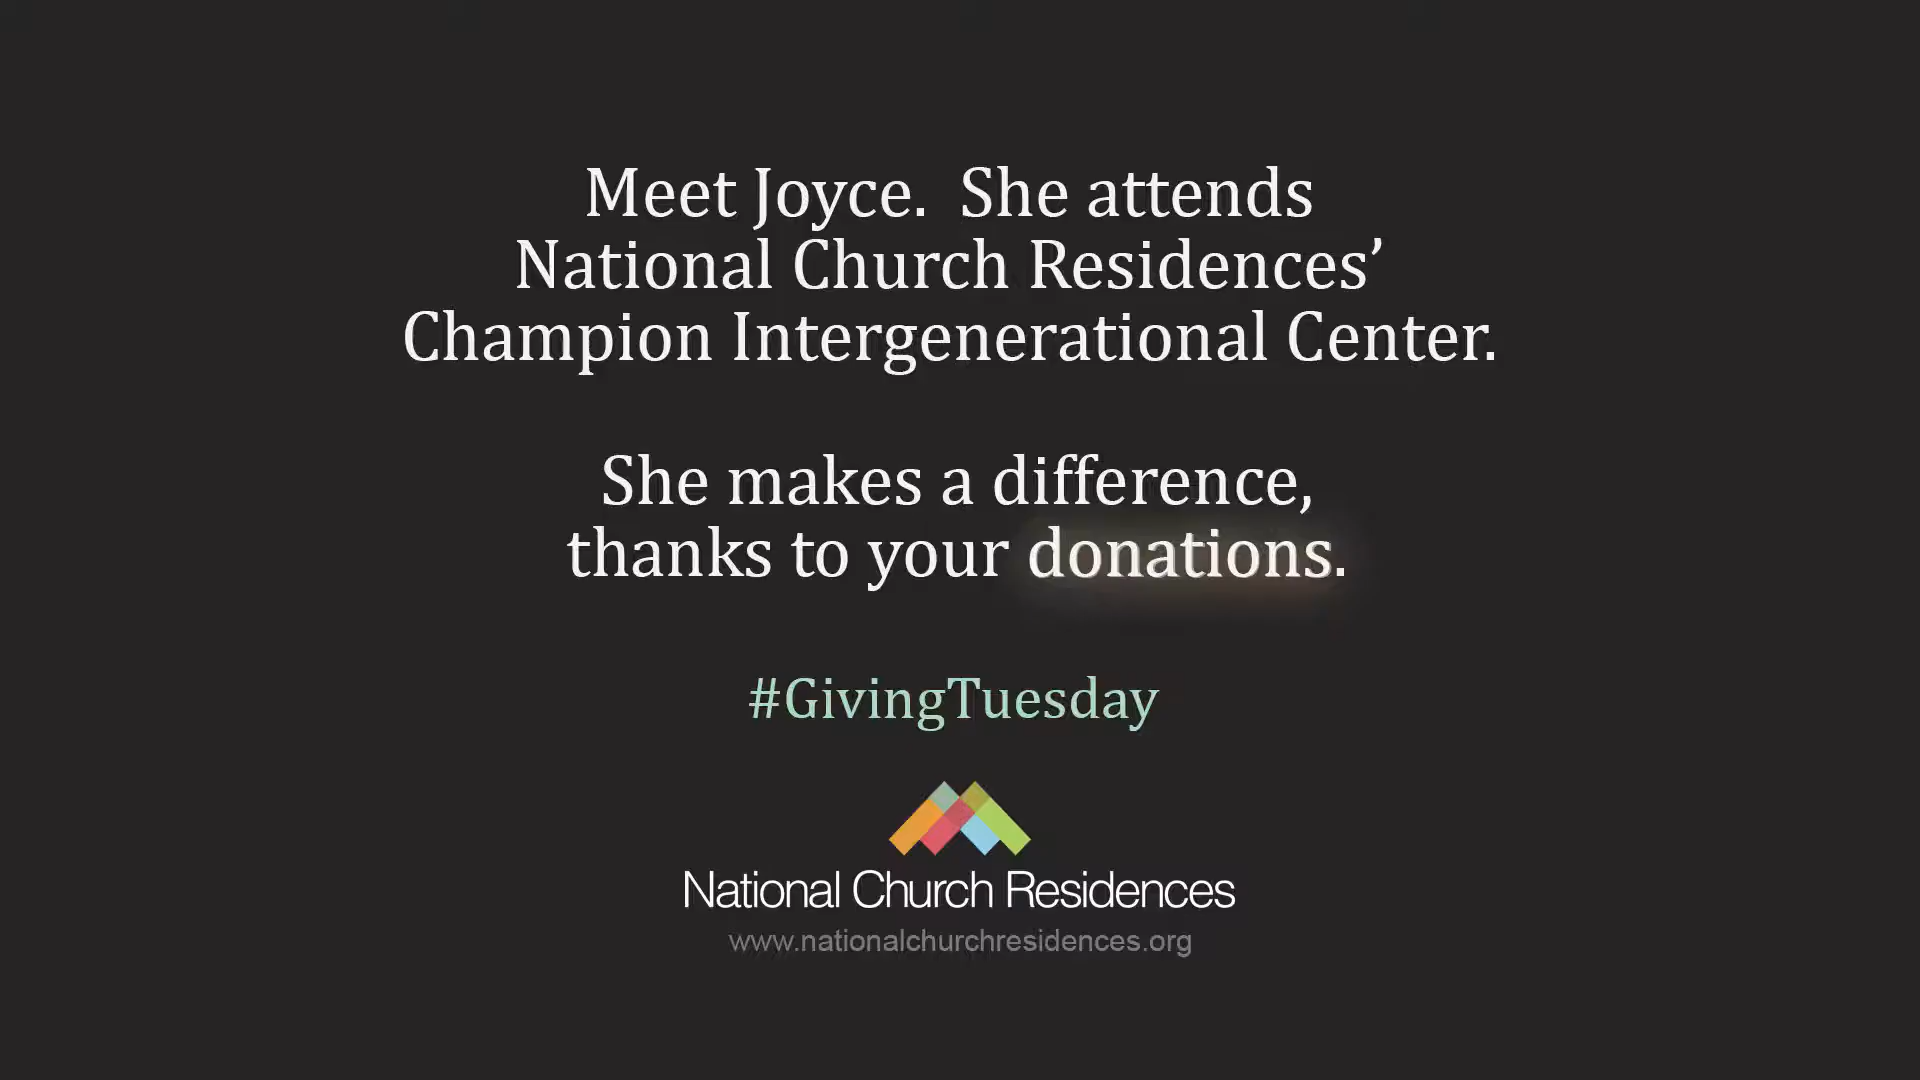 Meet Joyce.  She attends
National Church Residences’
Champion Intergenerational Center.
She makes a difference,
thanks to your donations.
#GivingTuesday
National Church Residences
www.nationalchurchresidences.org